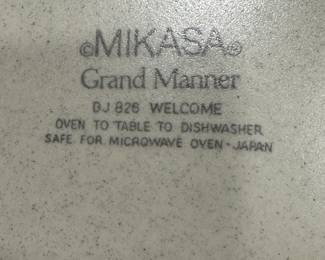 ©MIKASA®
Grand Manner
DJ 826 WELCOME
OVEN TO TABLE TO DISHWASHER
SAFE FOR MICROWAVE OVEN - JAPAN